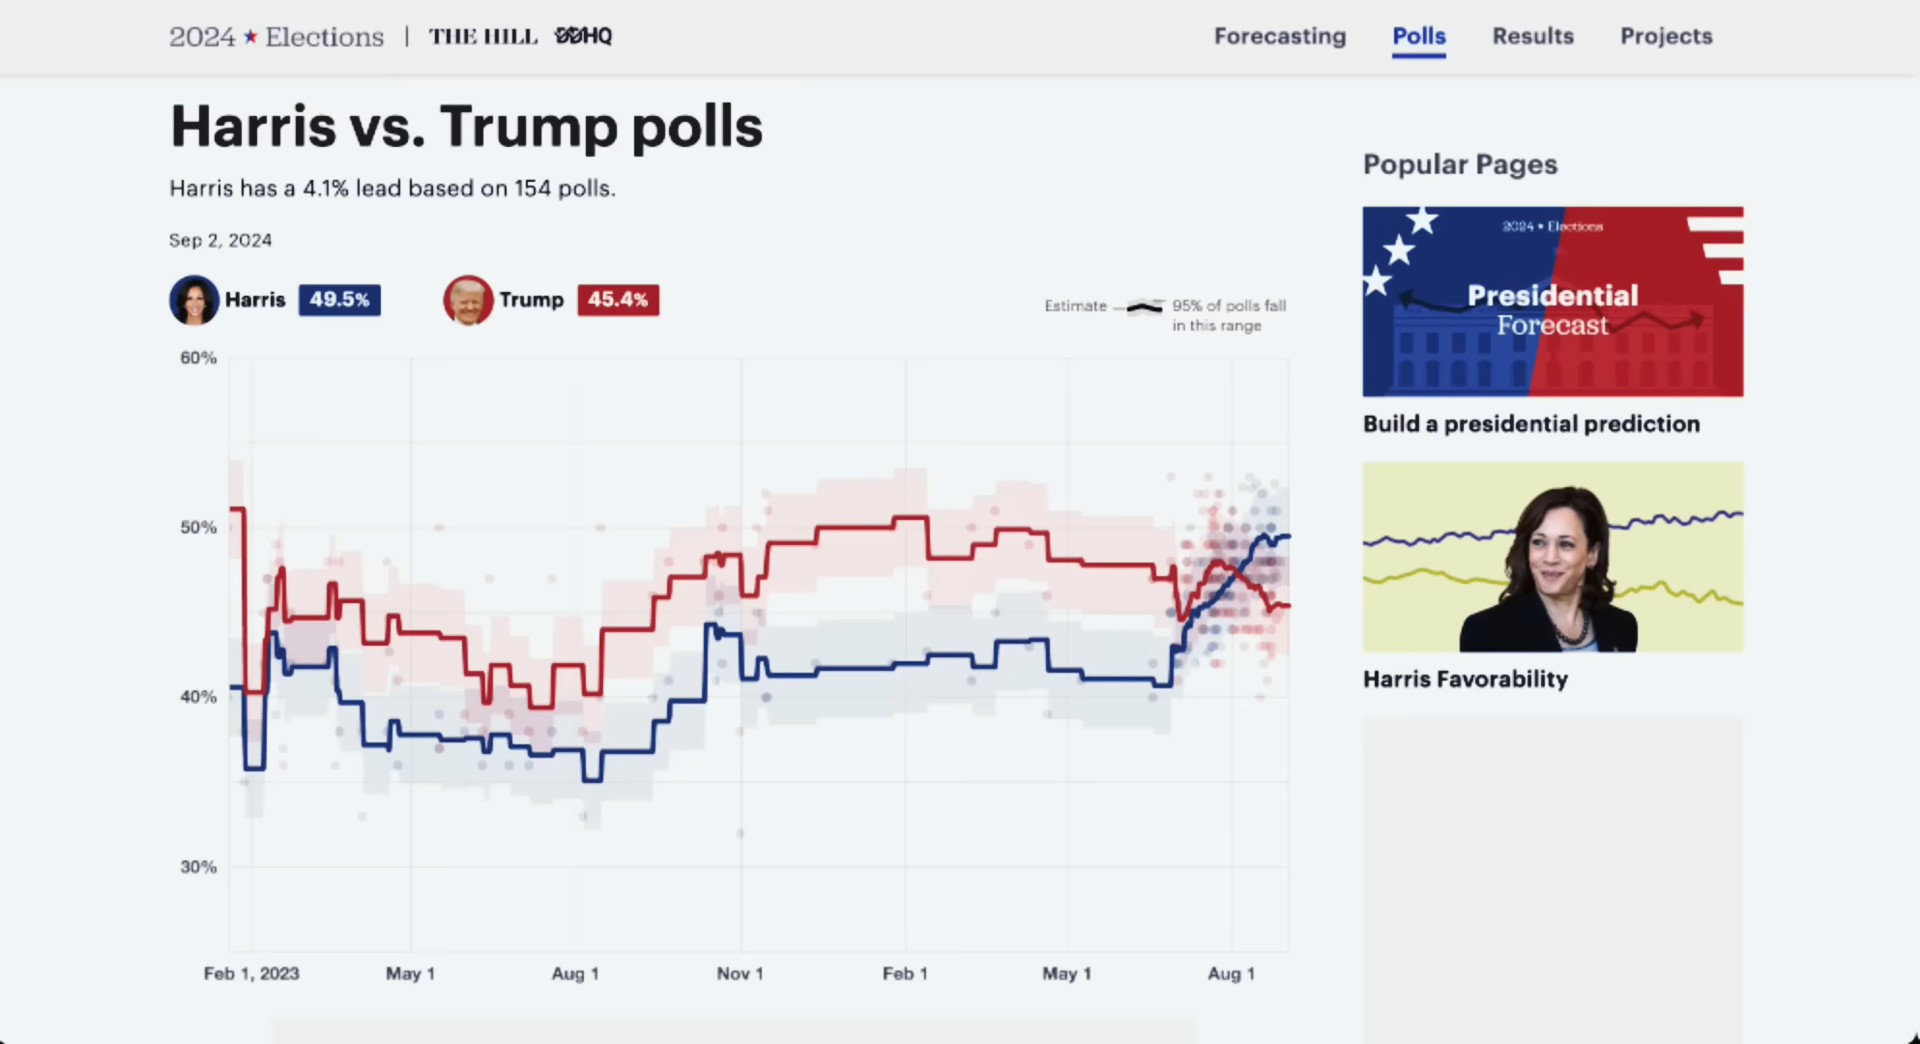 2024 ★ Elections | THE HILL DDHQ
Forecasting Polls Results Projects
Harris vs. Trump polls
Harris has a 4.1% lead based on 154 polls.
Sep 2, 2024
Harris 49.5% Trump 45.4%
Estimate 95% of polls fall
in this range
60%
50%
40%
30%
Feb 1, 2023 May 1 Aug 1 Nov 1 Feb 1 May 1 Aug 1
Popular Pages
2024 ★ Elections
Presidential
Forecast
Build a presidential prediction
Harris Favorability